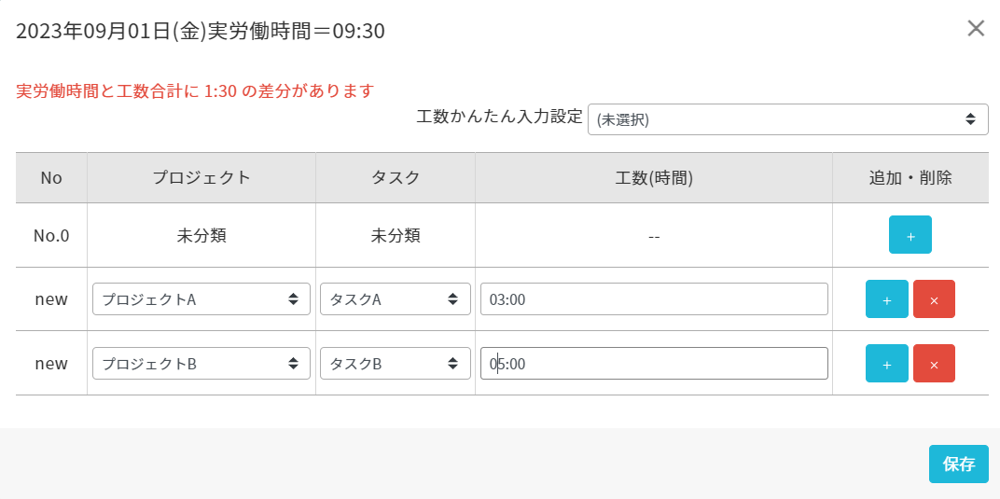 2023年09月01日(金)実労働時間＝09:30
×
実労働時間と工数合計に 1:30 の差分があります
工数かんたん入力設定 (未選択)
No プロジェクト タスク 工数(時間) 追加・削除
No.0 未分類 未分類 -- +
new プロジェクトA タスクA 03:00 + ×
new プロジェクトB タスクB 05:00 + ×
保存